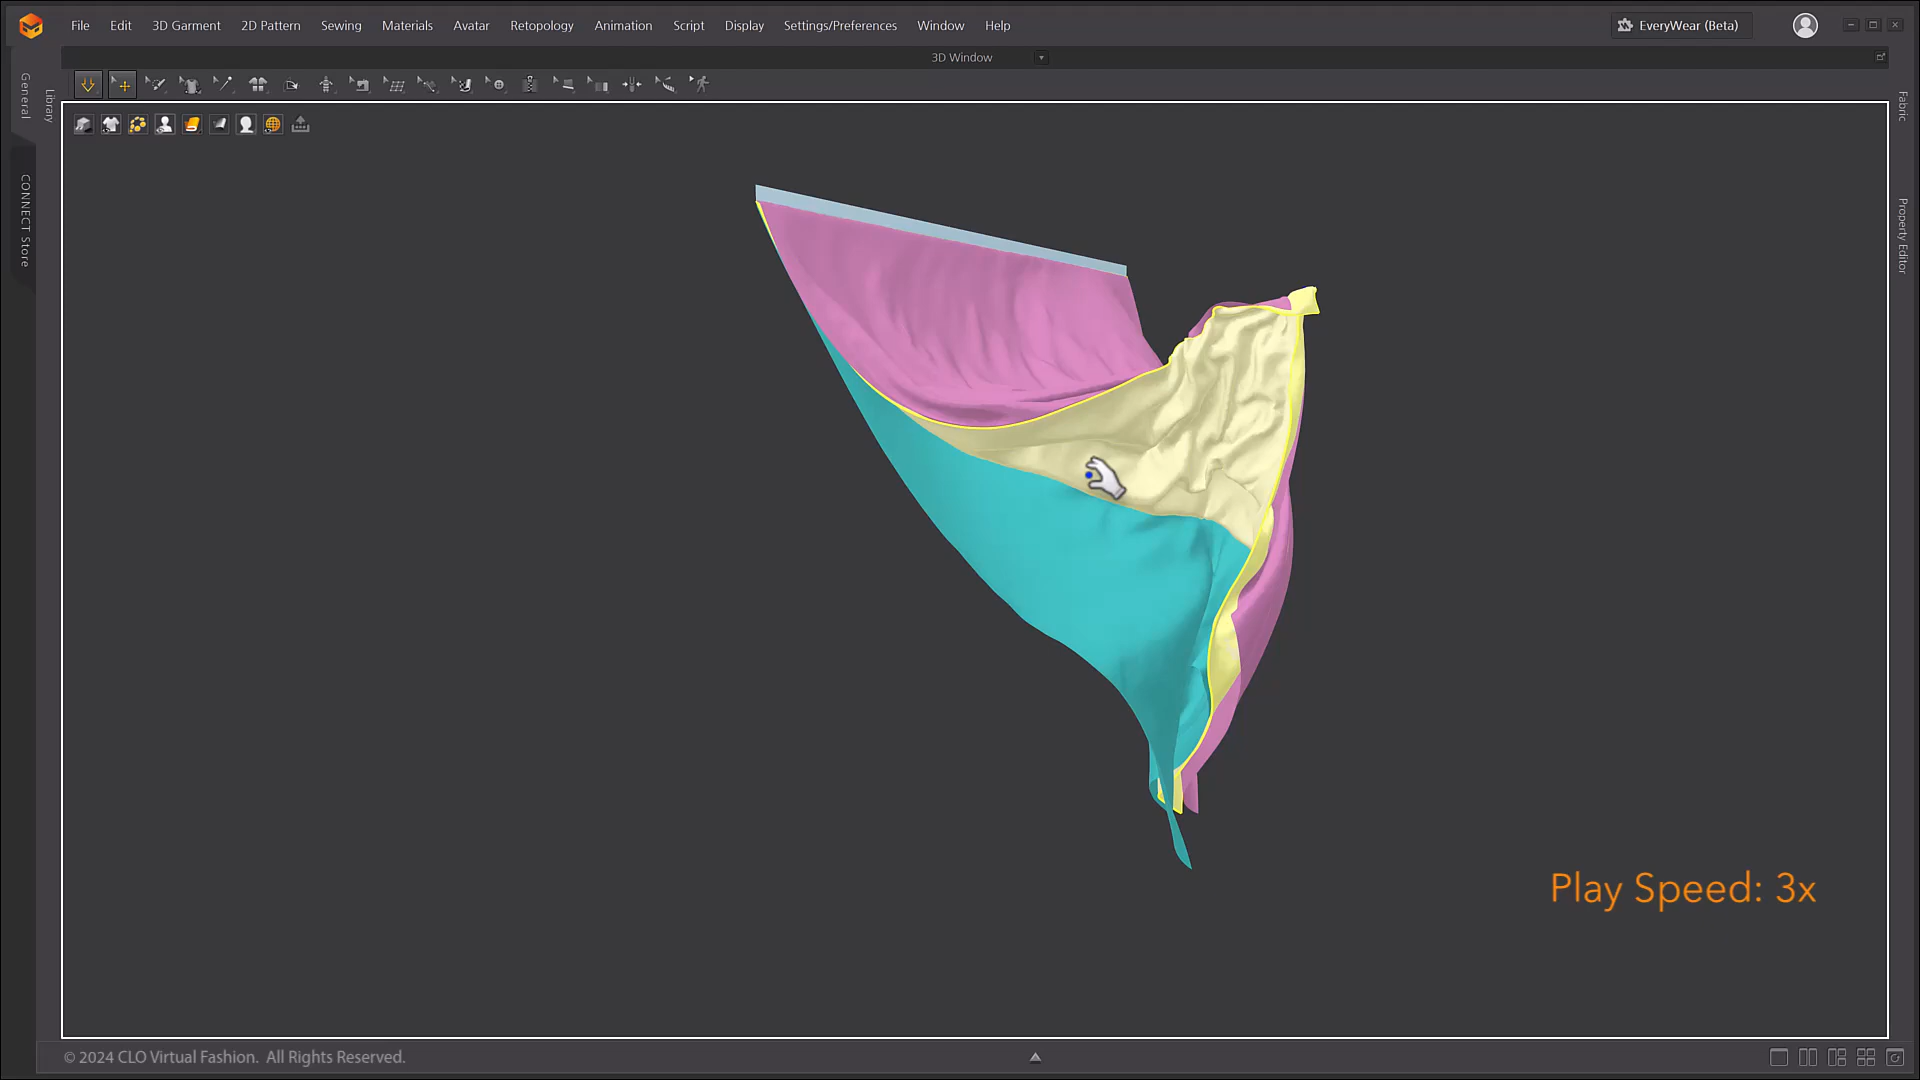 File Edit 3D Garment 2D Pattern Sewing Materials Avatar Retopology Animation Script Display Settings/Preferences Window Help
EveryWear (Beta)
3D Window
General
Library
CONNECT Store
Fabric
Property Editor
Play Speed: 3x
© 2024 CLO Virtual Fashion. All Rights Reserved.